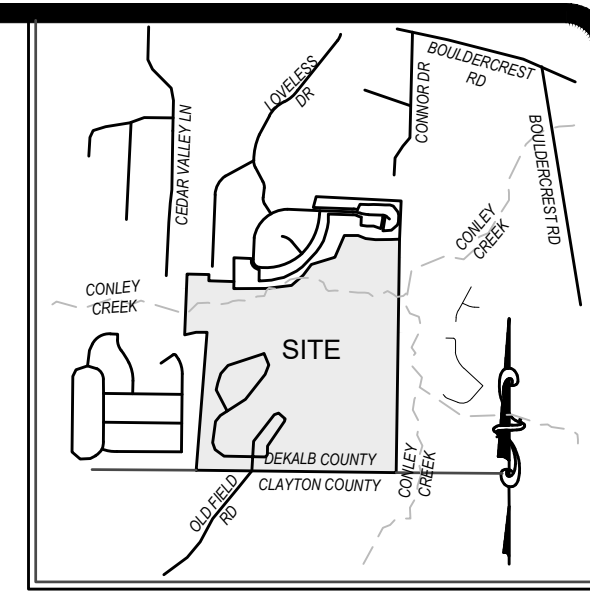 BOULDERCREST
RD
LOVELESS
DR
CONNOR DR
CEDAR VALLEY LN
BOULDERCREST RD
CONLEY
CREEK
CONLEY
CREEK
SITE
DEKALB COUNTY
CLAYTON COUNTY
CONLEY
CREEK
OLD FIELD
RD